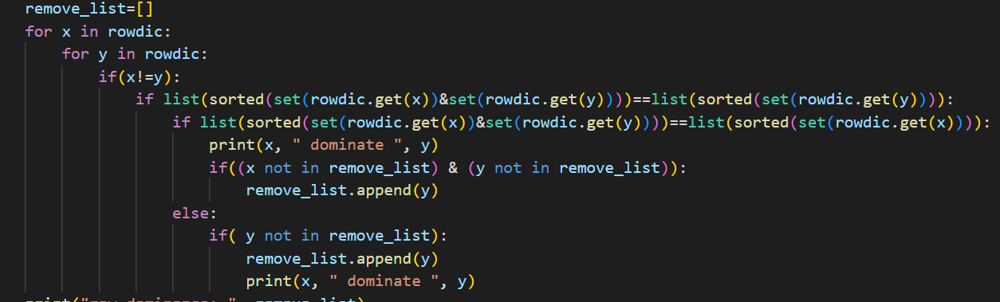 remove_list=[]
for x in rowdic:
for y in rowdic:
if(x!=y):
if list(sorted(set(rowdic.get(x))&set(rowdic.get(y))))==list(sorted(set(rowdic.get(y)))):
if list(sorted(set(rowdic.get(x))&set(rowdic.get(y))))==list(sorted(set(rowdic.get(x)))):
print(x, " dominate ", y)
if((x not in remove_list) & (y not in remove_list)):
remove_list.append(y)
else:
if( y not in remove_list):
remove_list.append(y)
print(x, " dominate ", y)